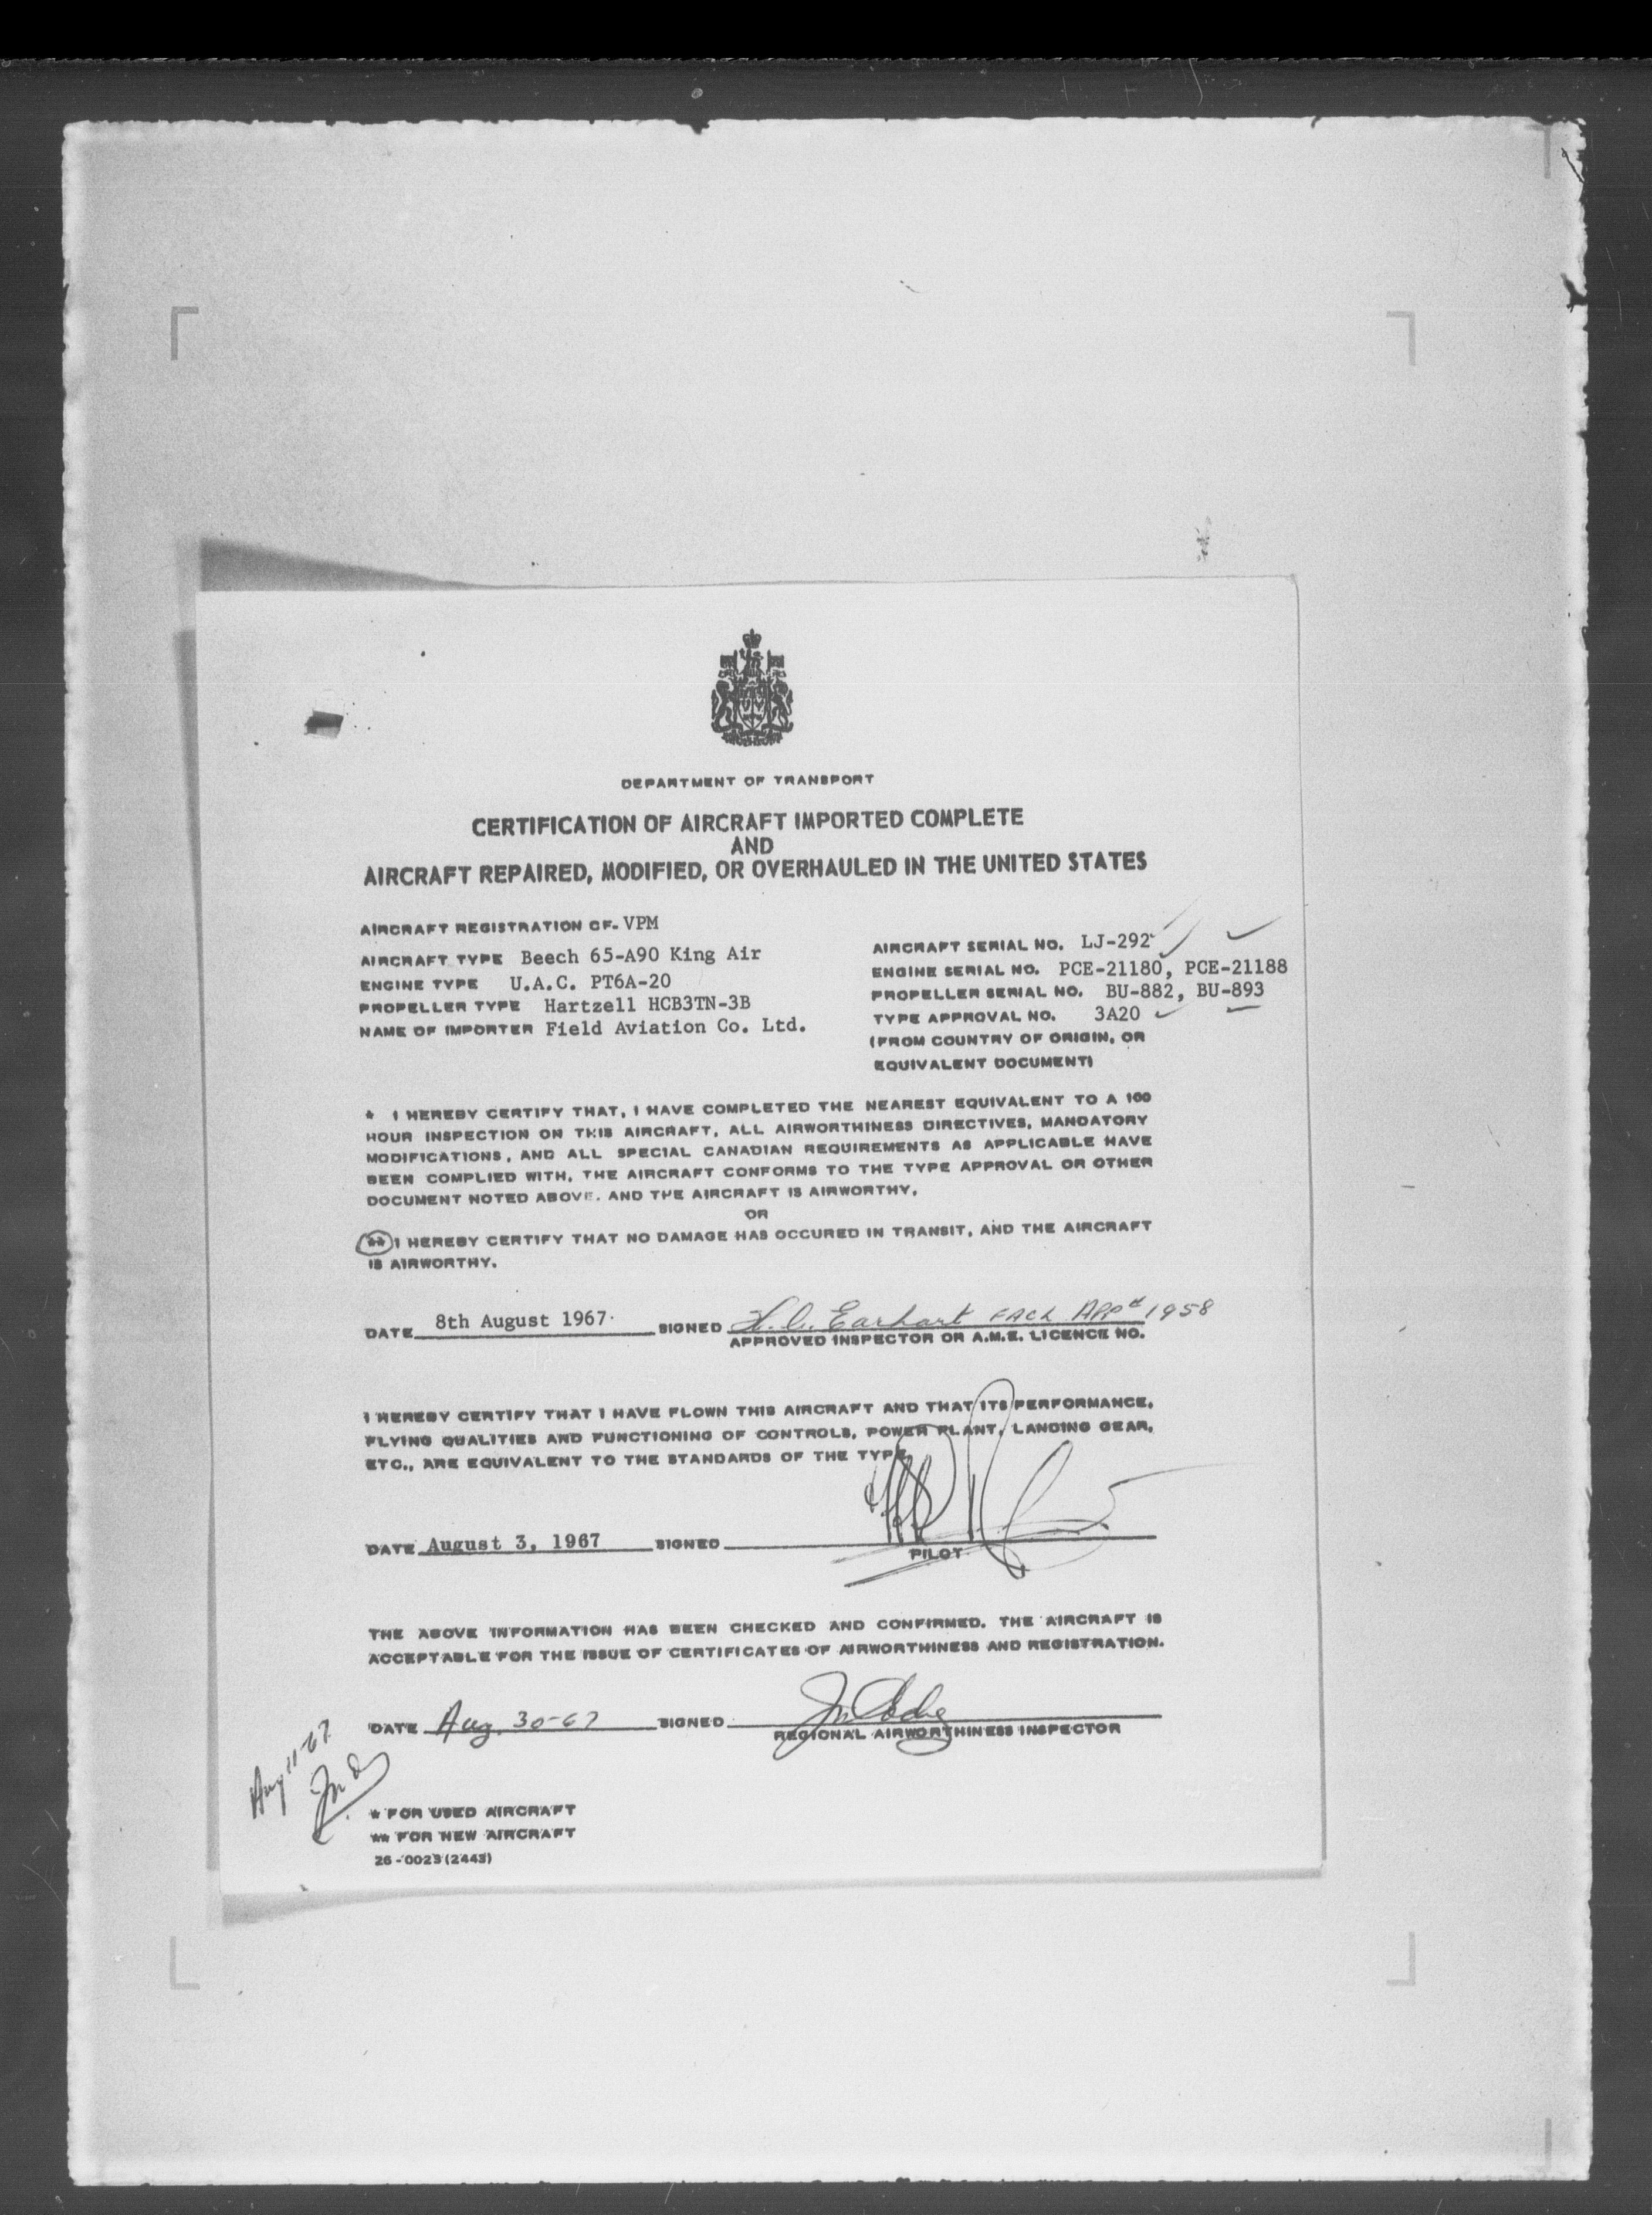 DEPARTMENT OF TRANSPORT
CERTIFICATION OF AIRCRAFT IMPORTED COMPLETE
AND
AIRCRAFT REPAIRED, MODIFIED, OR OVERHAULED IN THE UNITED STATES
AIRCRAFT REGISTRATION CF- VPM
AIRCRAFT TYPE Beech 65-A90 King Air
ENGINE TYPE U.A.C. PT6A-20
PROPELLER TYPE Hartzell HCB3TN-3B
NAME OF IMPORTER Field Aviation Co. Ltd.
AIRCRAFT SERIAL NO. LJ-292
ENGINE SERIAL NO. PCE-21180, PCE-21188
PROPELLER SERIAL NO. BU-882, BU-893
TYPE APPROVAL NO. 3A20
(FROM COUNTRY OF ORIGIN, OR
EQUIVALENT DOCUMENT)
* I HEREBY CERTIFY THAT, I HAVE COMPLETED THE NEAREST EQUIVALENT TO A 100
HOUR INSPECTION ON THIS AIRCRAFT, ALL AIRWORTHINESS DIRECTIVES, MANDATORY
MODIFICATIONS, AND ALL SPECIAL CANADIAN REQUIREMENTS AS APPLICABLE HAVE
BEEN COMPLIED WITH, THE AIRCRAFT CONFORMS TO THE TYPE APPROVAL OR OTHER
DOCUMENT NOTED ABOVE, AND THE AIRCRAFT IS AIRWORTHY.
OR
** I HEREBY CERTIFY THAT NO DAMAGE HAS OCCURED IN TRANSIT, AND THE AIRCRAFT
IS AIRWORTHY.
DATE 8th August 1967. SIGNED Earhart FACL APPd 1958
APPROVED INSPECTOR OR A.M.E. LICENCE NO.
I HEREBY CERTIFY THAT I HAVE FLOWN THIS AIRCRAFT AND THAT ITS PERFORMANCE,
FLYING QUALITIES AND FUNCTIONING OF CONTROLS, POWER PLANT, LANDING GEAR,
ETC., ARE EQUIVALENT TO THE STANDARDS OF THE TYPE.
DATE August 3, 1967 SIGNED
PILOT
THE ABOVE INFORMATION HAS BEEN CHECKED AND CONFIRMED. THE AIRCRAFT IS
ACCEPTABLE FOR THE ISSUE OF CERTIFICATES OF AIRWORTHINESS AND REGISTRATION.
DATE Aug. 30-67 SIGNED
REGIONAL AIRWORTHINESS INSPECTOR
Aug 11-67
* FOR USED AIRCRAFT
** FOR NEW AIRCRAFT
26-0023 (2443)